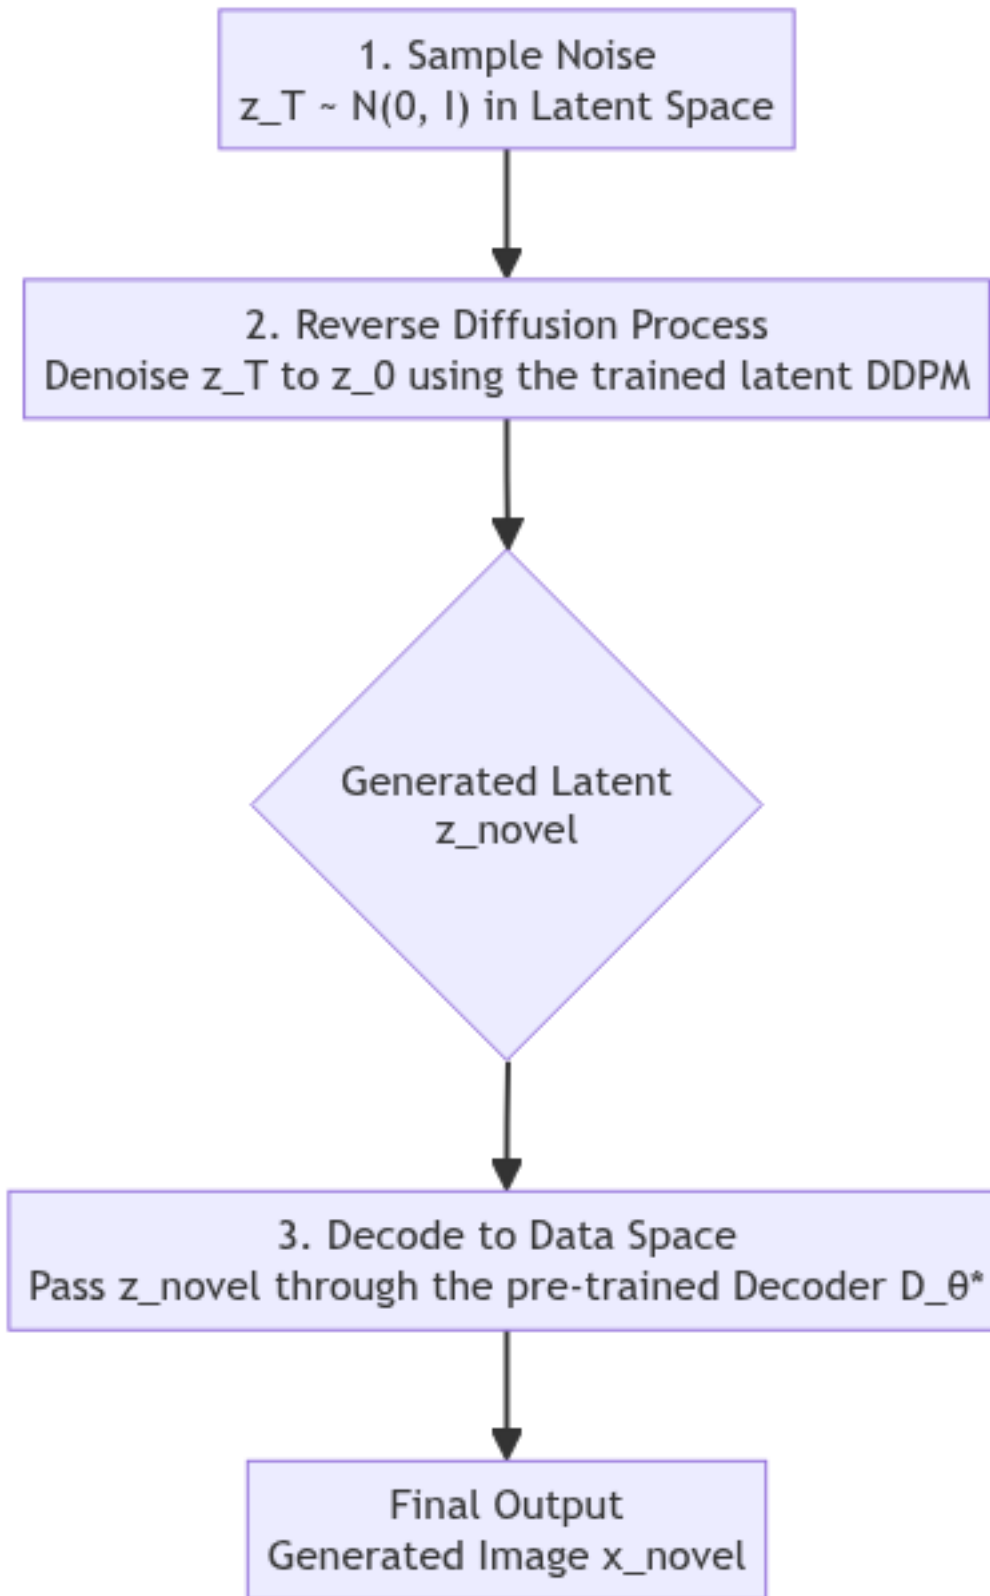 1. Sample Noise
z_T ~ N(0, I) in Latent Space
2. Reverse Diffusion Process
Denoise z_T to z_0 using the trained latent DDPM
Generated Latent
z_novel
3. Decode to Data Space
Pass z_novel through the pre-trained Decoder D_θ*
Final Output
Generated Image x_novel